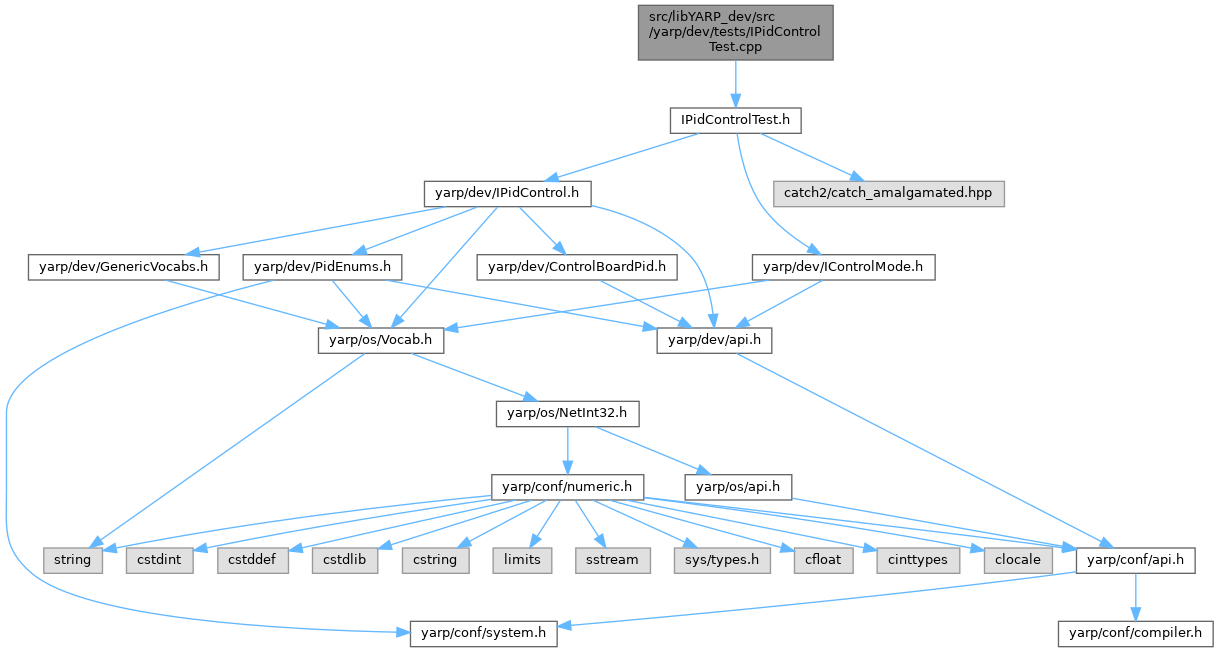 src/libYARP_dev/src
/yarp/dev/tests/IPidControl
Test.cpp
IPidControlTest.h
yarp/dev/IPidControl.h
catch2/catch_amalgamated.hpp
yarp/dev/GenericVocabs.h
yarp/dev/PidEnums.h
yarp/dev/ControlBoardPid.h
yarp/dev/IControlMode.h
yarp/os/Vocab.h
yarp/dev/api.h
yarp/os/NetInt32.h
yarp/conf/numeric.h
yarp/os/api.h
string
cstdint
cstddef
cstdlib
cstring
limits
sstream
sys/types.h
cfloat
cinttypes
clocale
yarp/conf/api.h
yarp/conf/system.h
yarp/conf/compiler.h